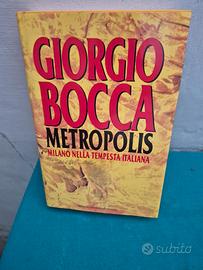 GIORGIO
BOCCA
METROPOLIS
MILANO NELLA TEMPESTA ITALIANA
subito